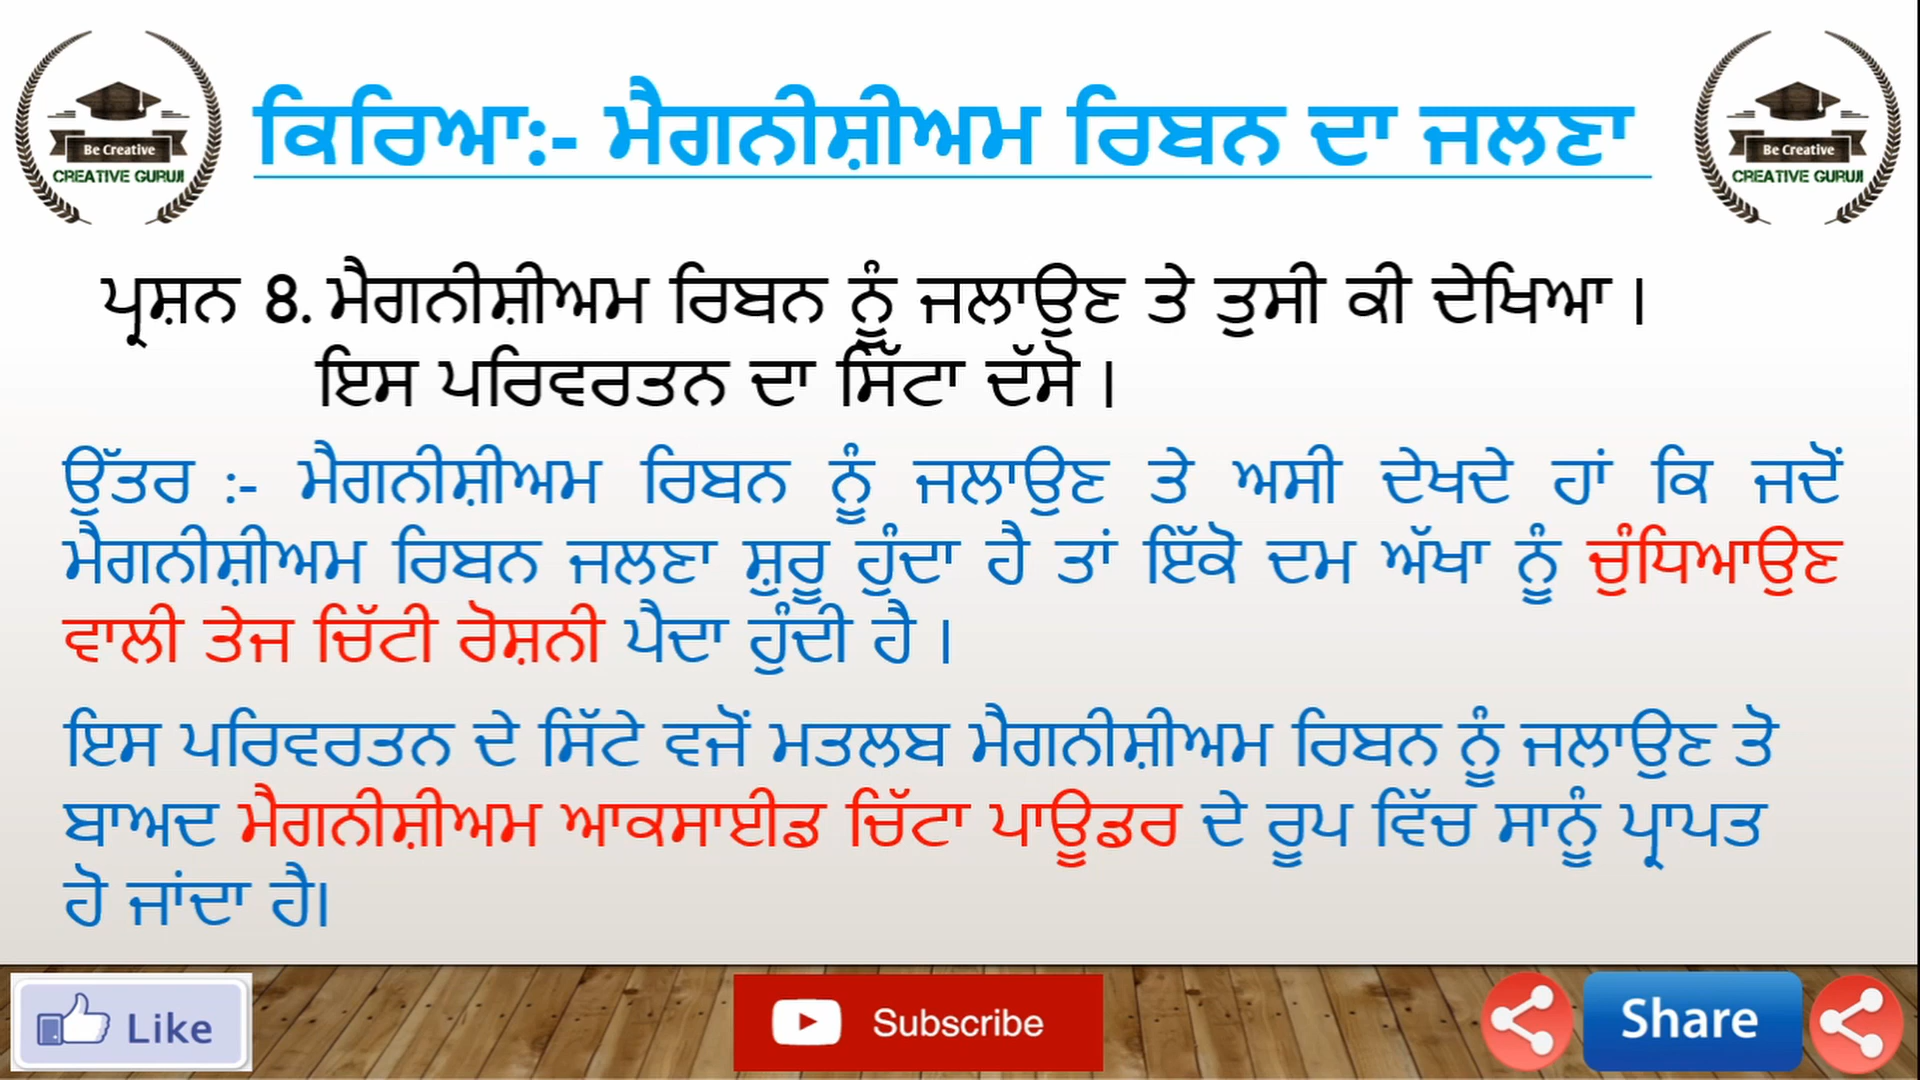 Be Creative
CREATIVE GURUJI
ਕਿਰਿਆ:- ਮੈਗਨੀਸ਼ੀਅਮ ਰਿਬਨ ਦਾ ਜਲਣਾ
Be Creative
CREATIVE GURUJI
ਪ੍ਰਸ਼ਨ 8. ਮੈਗਨੀਸ਼ੀਅਮ ਰਿਬਨ ਨੂੰ ਜਲਾਉਣ ਤੇ ਤੁਸੀ ਕੀ ਦੇਖਿਆ।
ਇਸ ਪਰਿਵਰਤਨ ਦਾ ਸਿੱਟਾ ਦੱਸੋ।
ਉੱਤਰ :- ਮੈਗਨੀਸ਼ੀਅਮ ਰਿਬਨ ਨੂੰ ਜਲਾਉਣ ਤੇ ਅਸੀ ਦੇਖਦੇ ਹਾਂ ਕਿ ਜਦੋਂ
ਮੈਗਨੀਸ਼ੀਅਮ ਰਿਬਨ ਜਲਣਾ ਸ਼ੁਰੂ ਹੁੰਦਾ ਹੈ ਤਾਂ ਇੱਕੋ ਦਮ ਅੱਖਾ ਨੂੰ ਚੁੰਧਿਆਉਣ
ਵਾਲੀ ਤੇਜ ਚਿੱਟੀ ਰੋਸ਼ਨੀ ਪੈਦਾ ਹੁੰਦੀ ਹੈ।
ਇਸ ਪਰਿਵਰਤਨ ਦੇ ਸਿੱਟੇ ਵਜੋਂ ਮਤਲਬ ਮੈਗਨੀਸ਼ੀਅਮ ਰਿਬਨ ਨੂੰ ਜਲਾਉਣ ਤੋ
ਬਾਅਦ ਮੈਗਨੀਸ਼ੀਅਮ ਆਕਸਾਈਡ ਚਿੱਟਾ ਪਾਊਡਰ ਦੇ ਰੂਪ ਵਿੱਚ ਸਾਨੂੰ ਪ੍ਰਾਪਤ
ਹੋ ਜਾਂਦਾ ਹੈ।
Like
Subscribe
Share